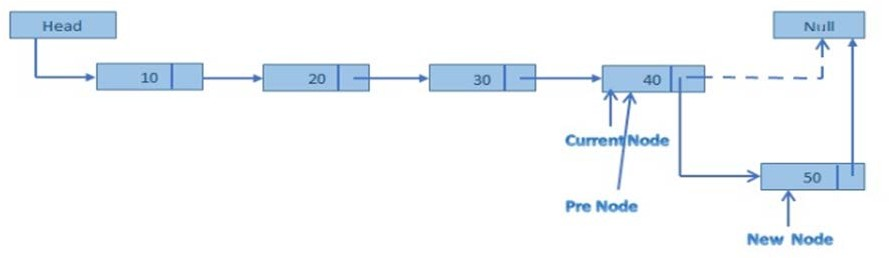 Head
Null
10
20
30
40
Current Node
50
Pre Node
New Node